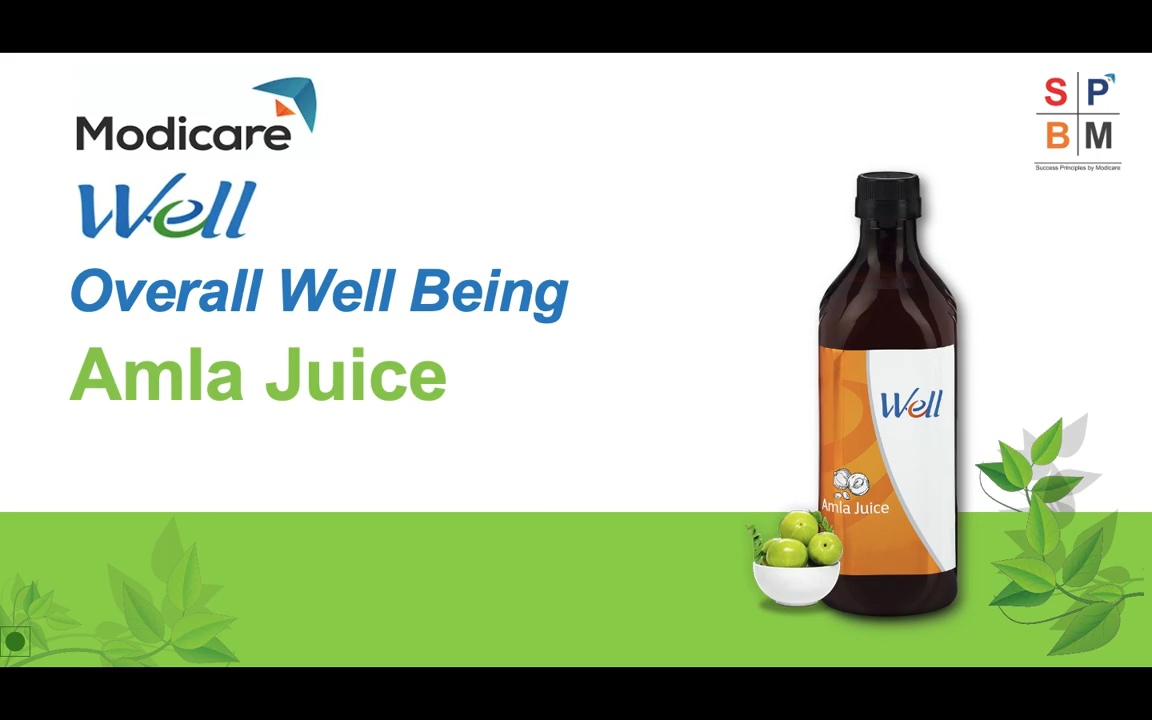 Modicare
Well
Overall Well Being
Amla Juice
S P
B M
Success Principles by Modicare
Well
Amla Juice